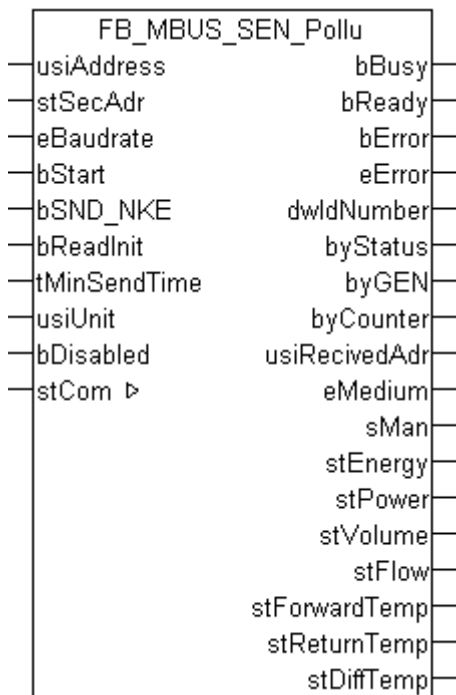 FB_MBUS_SEN_Pollu
usiAddress bBusy
stSecAdr bReady
eBaudrate bError
bStart eError
bSND_NKE dwIdNumber
bReadInit byStatus
tMinSendTime byGEN
usiUnit byCounter
bDisabled usiRecivedAdr
stCom ▷ eMedium
sMan
stEnergy
stPower
stVolume
stFlow
stForwardTemp
stReturnTemp
stDiffTemp